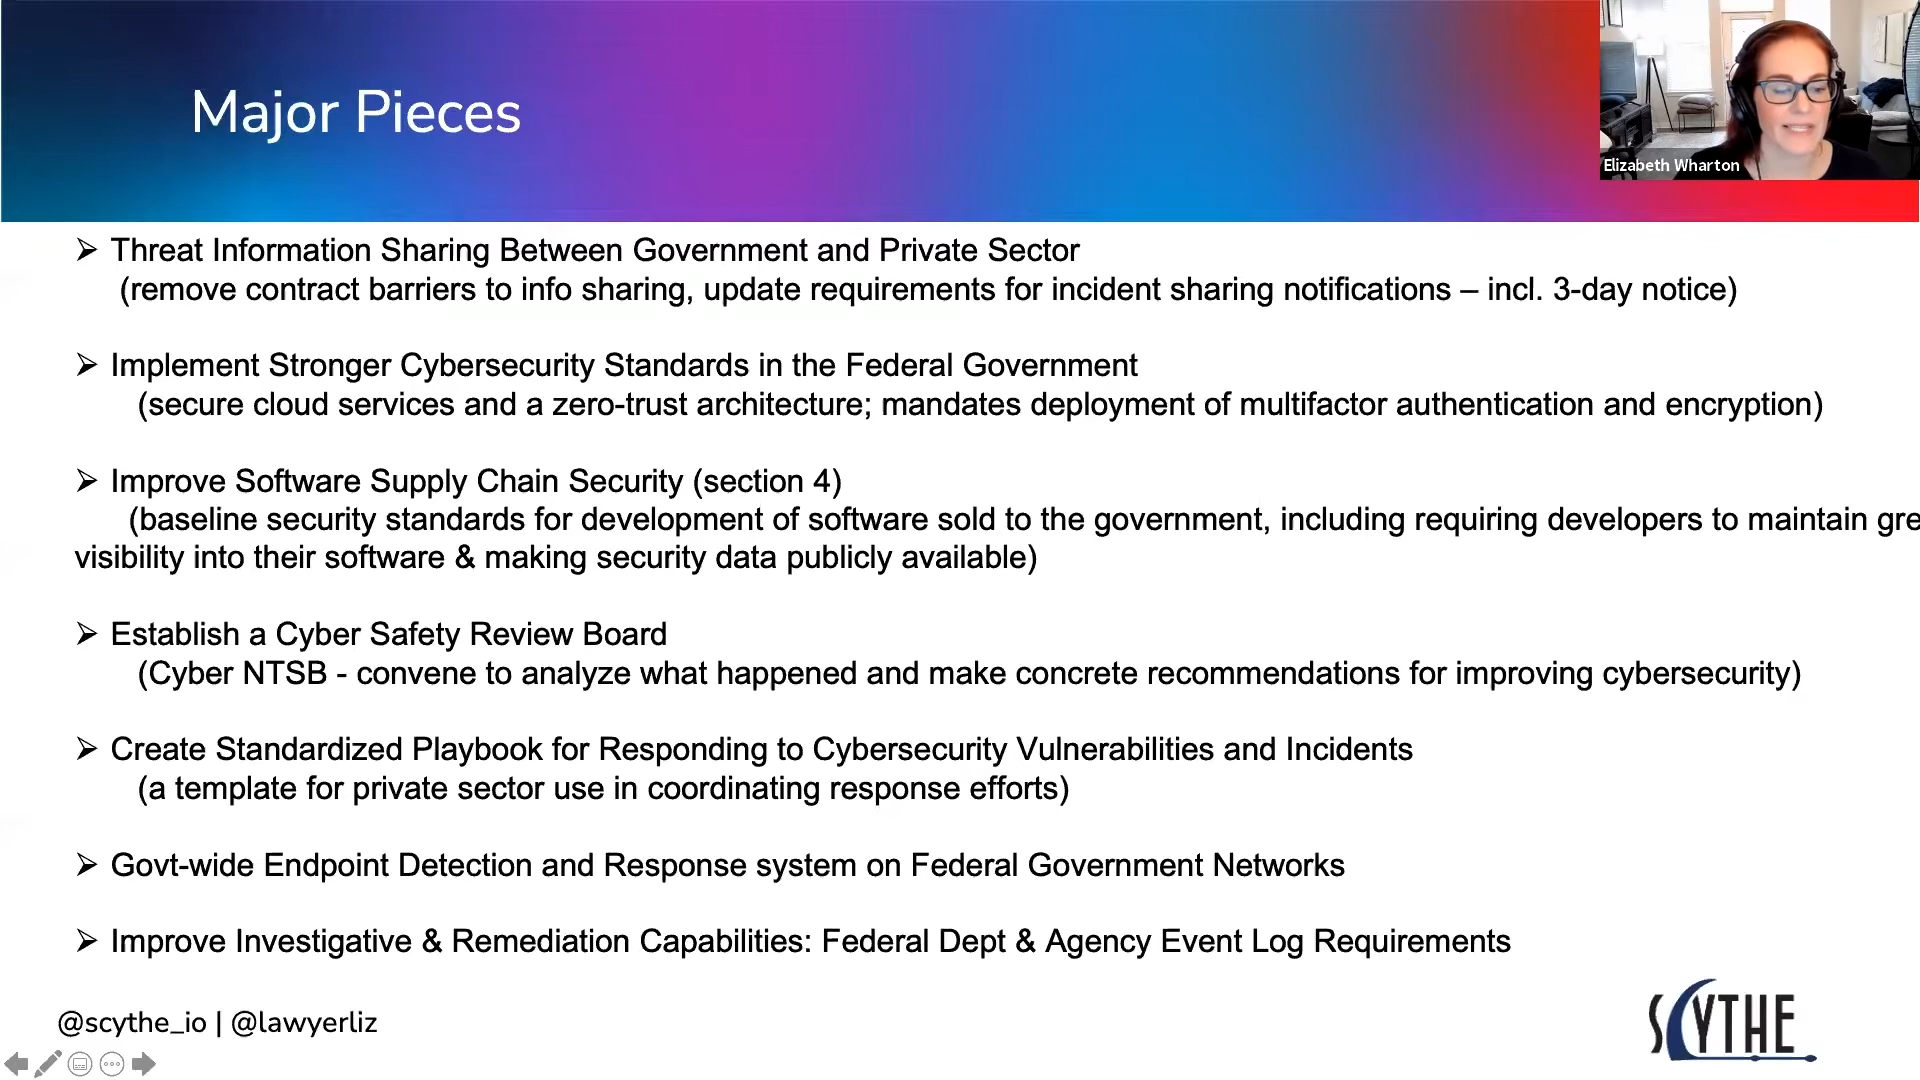 Major Pieces
Elizabeth Wharton
➢ Threat Information Sharing Between Government and Private Sector
(remove contract barriers to info sharing, update requirements for incident sharing notifications – incl. 3-day notice)
➢ Implement Stronger Cybersecurity Standards in the Federal Government
(secure cloud services and a zero-trust architecture; mandates deployment of multifactor authentication and encryption)
➢ Improve Software Supply Chain Security (section 4)
(baseline security standards for development of software sold to the government, including requiring developers to maintain gre
visibility into their software & making security data publicly available)
➢ Establish a Cyber Safety Review Board
(Cyber NTSB - convene to analyze what happened and make concrete recommendations for improving cybersecurity)
➢ Create Standardized Playbook for Responding to Cybersecurity Vulnerabilities and Incidents
(a template for private sector use in coordinating response efforts)
➢ Govt-wide Endpoint Detection and Response system on Federal Government Networks
➢ Improve Investigative & Remediation Capabilities: Federal Dept & Agency Event Log Requirements
@scythe_io | @lawyerliz
SCYTHE